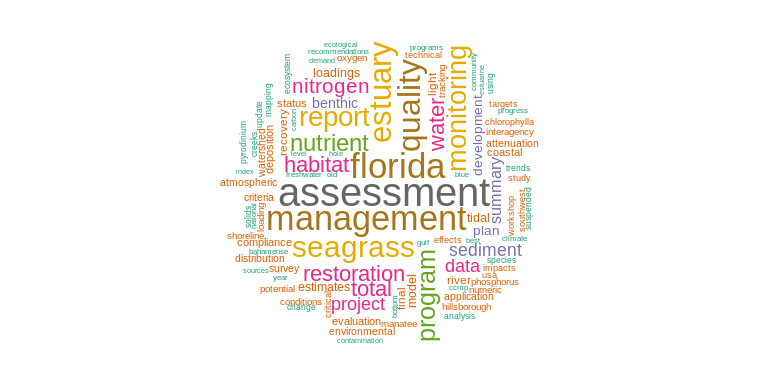 ecological
recommendations
demand
oxygen
programs
technical
estuary
quality
monitoring
community
estuarine
using
tracking
light
ecosystem
loadings
nitrogen
mapping
status
benthic
carbon
report
water
development
targets
progress
chlorophylla
interagency
update
recovery
nutrient
attenuation
coastal
pyrodinium
creeks
watershed
deposition
level
hole
habitat
florida
trends
index
freshwater
old
blue
study
atmospheric
assessment
summary
criteria
management
tidal
workshop
southwest
suspended
solids
national
loading
plan
shoreline
compliance
seagrass
gulf
effects
best
climate
bahamense
sediment
distribution
species
sources
survey
restoration
data
impacts
year
usa
potential
estimates
total
model
program
river
phosphorus
ccmp
numeric
conditions
change
critical
project
final
bottom
application
hillsborough
evaluation
manatee
analysis
environmental
contamination